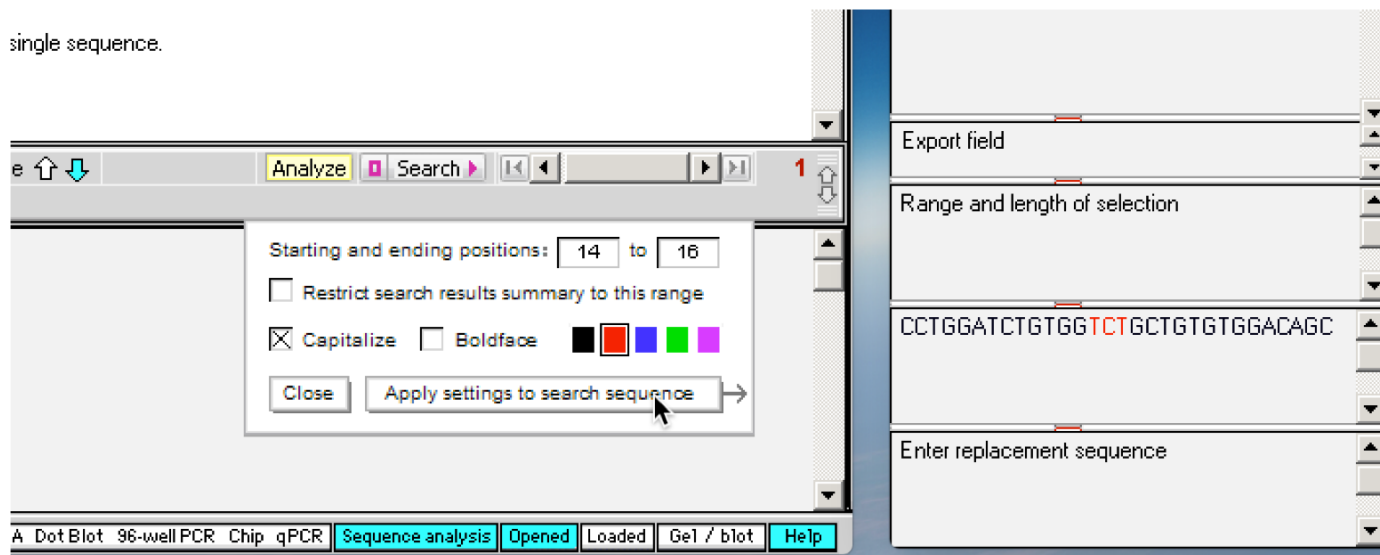 single sequence.
e Analyze Search 1
Starting and ending positions: 14 to 16
Restrict search results summary to this range
Capitalize Boldface
Close Apply settings to search sequence
A Dot Blot 96-well PCR Chip qPCR Sequence analysis Opened Loaded Gel / blot Help
Export field
Range and length of selection
CCTGGATCTGTGGTCTGCTGTGTGGACAGC
Enter replacement sequence